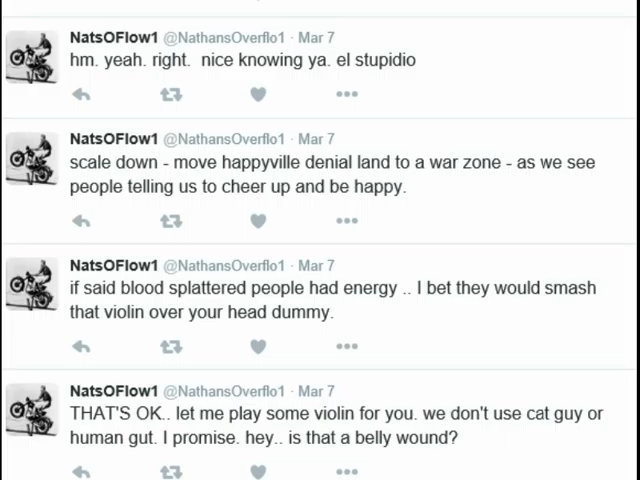 NatsOFlow1 @NathansOverflo1 · Mar 7
hm. yeah. right.  nice knowing ya. el stupidio
NatsOFlow1 @NathansOverflo1 · Mar 7
scale down - move happyville denial land to a war zone - as we see
people telling us to cheer up and be happy.
NatsOFlow1 @NathansOverflo1 · Mar 7
if said blood splattered people had energy .. I bet they would smash
that violin over your head dummy.
NatsOFlow1 @NathansOverflo1 · Mar 7
THAT'S OK.. let me play some violin for you. we don't use cat guy or
human gut. I promise. hey.. is that a belly wound?